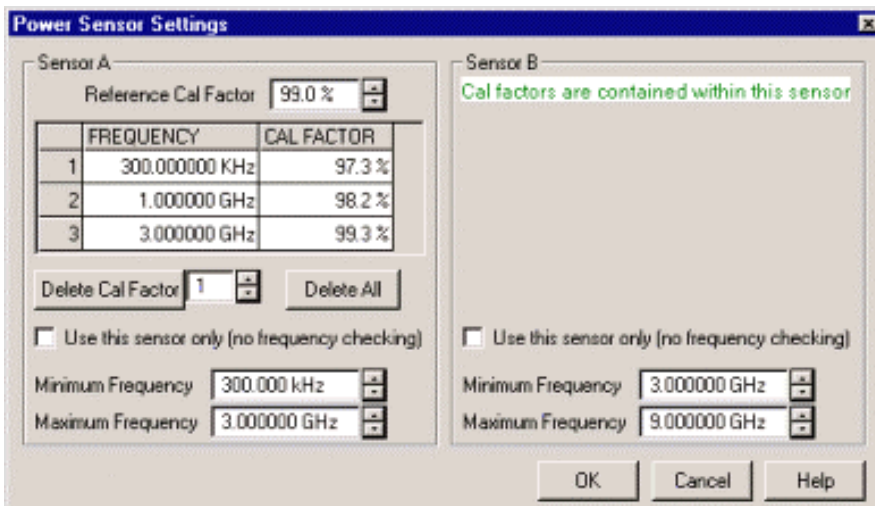 Power Sensor Settings
Sensor A
Reference Cal Factor 99.0 %
FREQUENCY CAL FACTOR
1 300.000000 KHz 97.3 %
2 1.000000 GHz 98.2 %
3 3.000000 GHz 99.3 %
Delete Cal Factor 1 Delete All
Use this sensor only (no frequency checking)
Minimum Frequency 300.000 kHz
Maximum Frequency 3.000000 GHz
Sensor B
Cal factors are contained within this sensor
Use this sensor only (no frequency checking)
Minimum Frequency 3.000000 GHz
Maximum Frequency 9.000000 GHz
OK Cancel Help